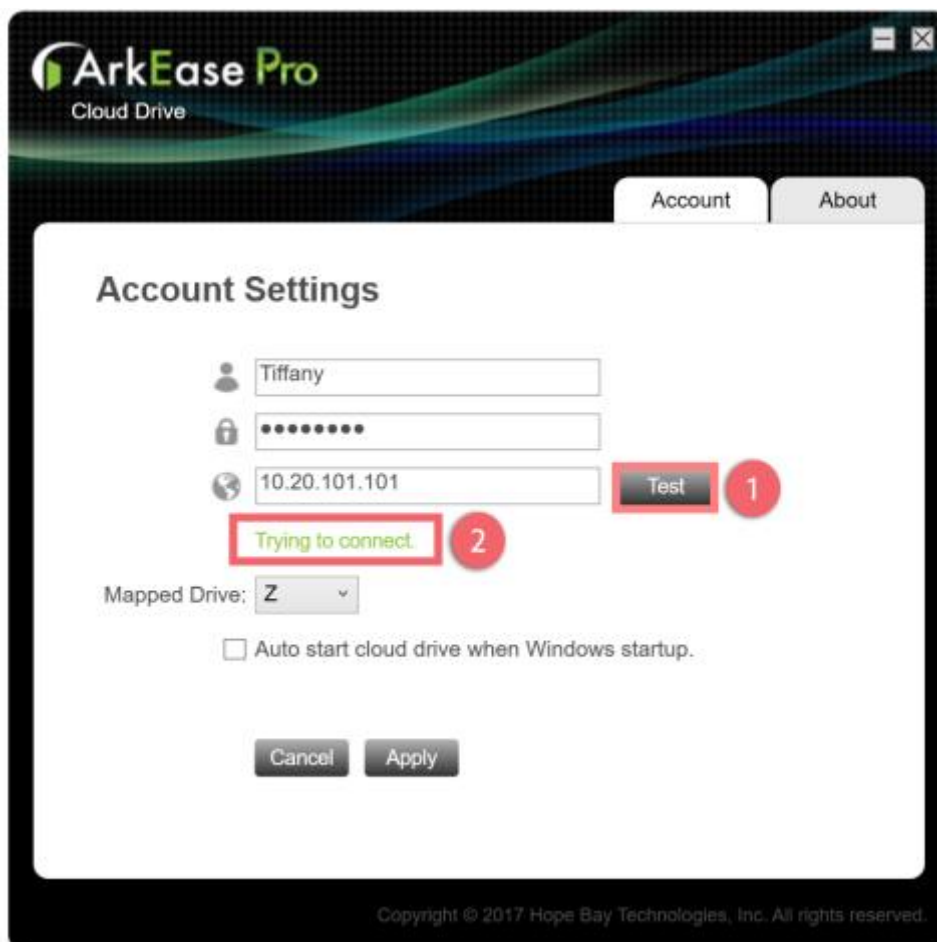 ArkEase Pro
Cloud Drive
Account
About
Account Settings
Tiffany
••••••••
10.20.101.101
Test
1
Trying to connect.
2
Mapped Drive:
Z
Auto start cloud drive when Windows startup.
Cancel
Apply
Copyright © 2017 Hope Bay Technologies, Inc. All rights reserved.